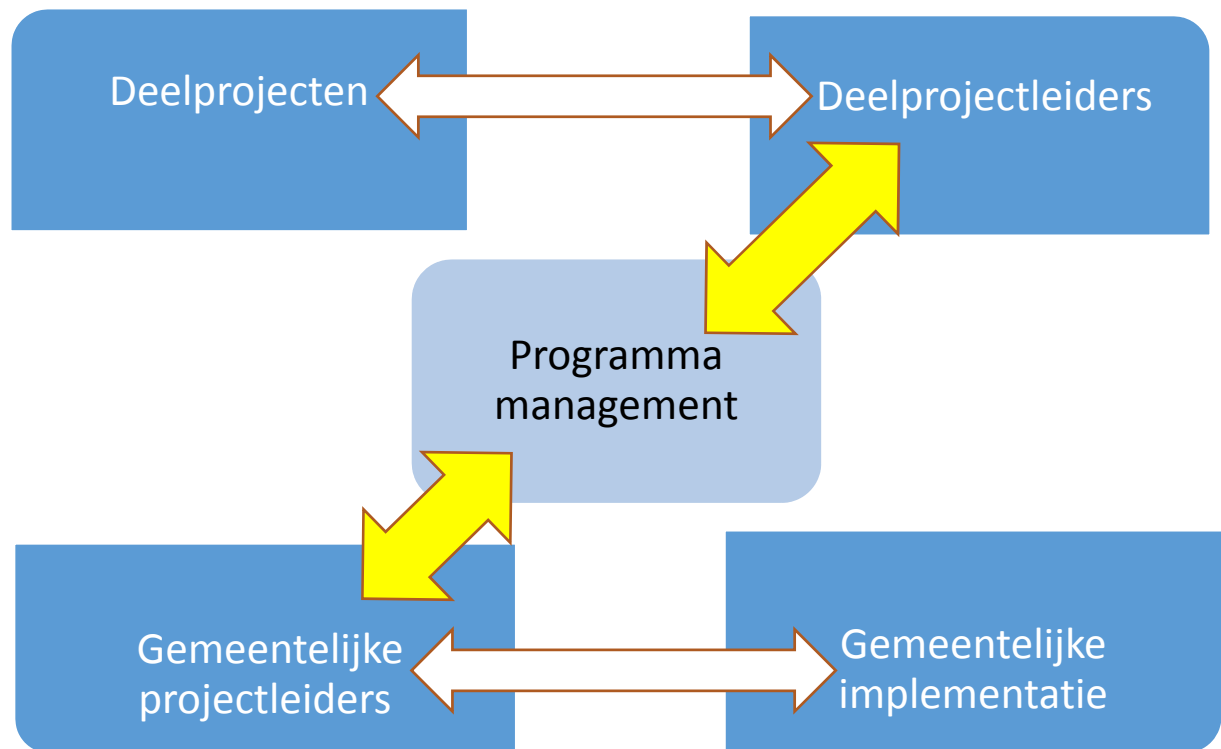 Deelprojecten
Deelprojectleiders
Programma
management
Gemeentelijke
projectleiders
Gemeentelijke
implementatie